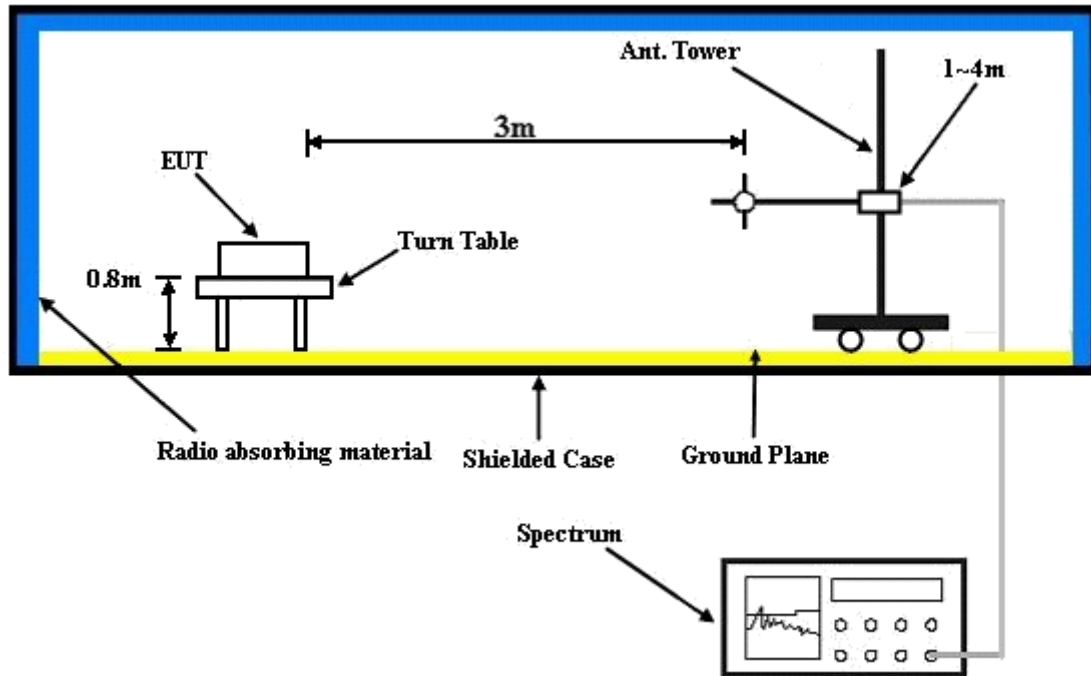 Ant. Tower
1~4m
3m
EUT
Turn Table
0.8m
Radio absorbing material
Shielded Case
Ground Plane
Spectrum